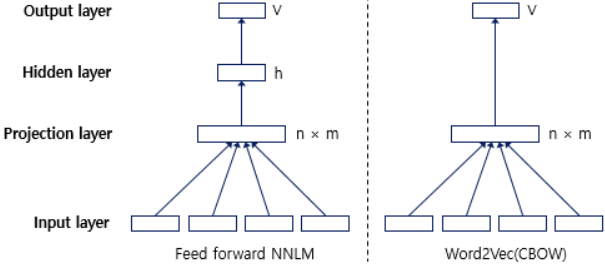 Output layer V V
Hidden layer h
Projection layer n × m n × m
Input layer
Feed forward NNLM Word2Vec(CBOW)